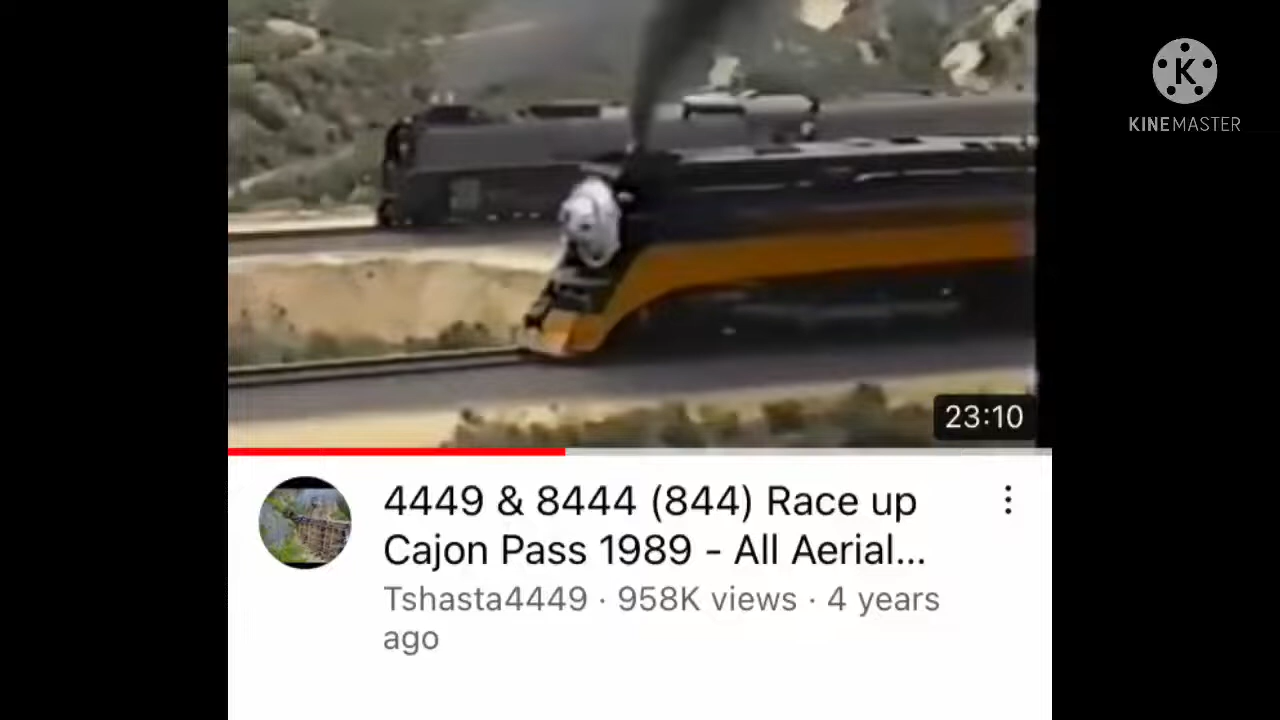 K
KINEMASTER
23:10
4449 & 8444 (844) Race up
Cajon Pass 1989 - All Aerial...
Tshasta4449 · 958K views · 4 years
ago